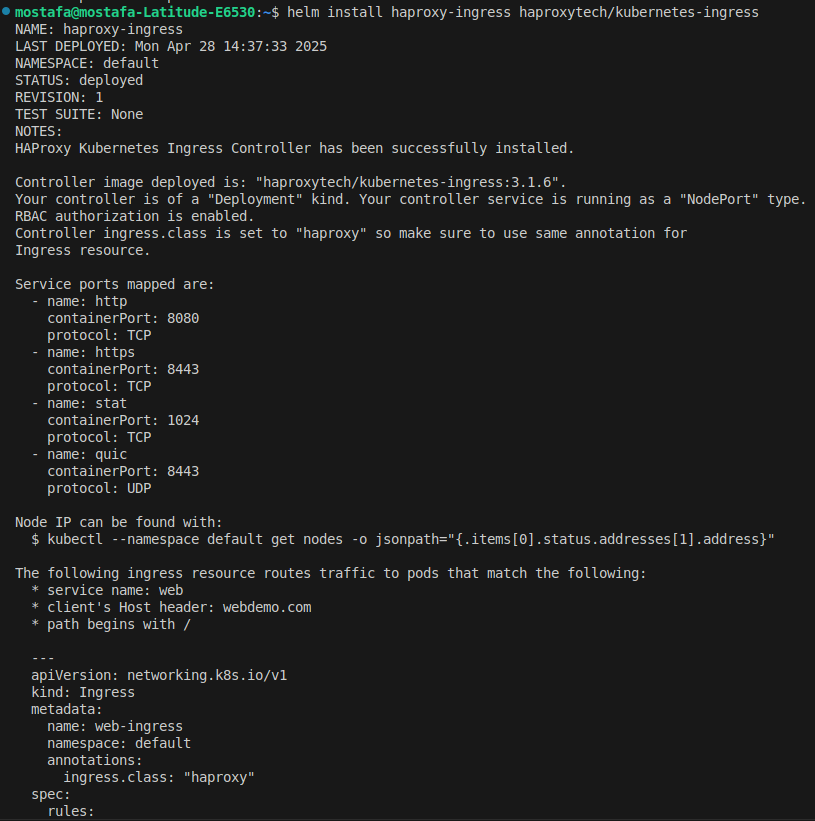 mostafa@mostafa-Latitude-E6530:~$ helm install haproxy-ingress haproxytech/kubernetes-ingress
NAME: haproxy-ingress
LAST DEPLOYED: Mon Apr 28 14:37:33 2025
NAMESPACE: default
STATUS: deployed
REVISION: 1
TEST SUITE: None
NOTES:
HAProxy Kubernetes Ingress Controller has been successfully installed.

Controller image deployed is: "haproxytech/kubernetes-ingress:3.1.6".
Your controller is of a "Deployment" kind. Your controller service is running as a "NodePort" type.
RBAC authorization is enabled.
Controller ingress.class is set to "haproxy" so make sure to use same annotation for
Ingress resource.

Service ports mapped are:
  - name: http
    containerPort: 8080
    protocol: TCP
  - name: https
    containerPort: 8443
    protocol: TCP
  - name: stat
    containerPort: 1024
    protocol: TCP
  - name: quic
    containerPort: 8443
    protocol: UDP

Node IP can be found with:
  $ kubectl --namespace default get nodes -o jsonpath="{.items[0].status.addresses[1].address}"

The following ingress resource routes traffic to pods that match the following:
  * service name: web
  * client's Host header: webdemo.com
  * path begins with /

  ---
  apiVersion: networking.k8s.io/v1
  kind: Ingress
  metadata:
    name: web-ingress
    namespace: default
    annotations:
      ingress.class: "haproxy"
  spec:
    rules: